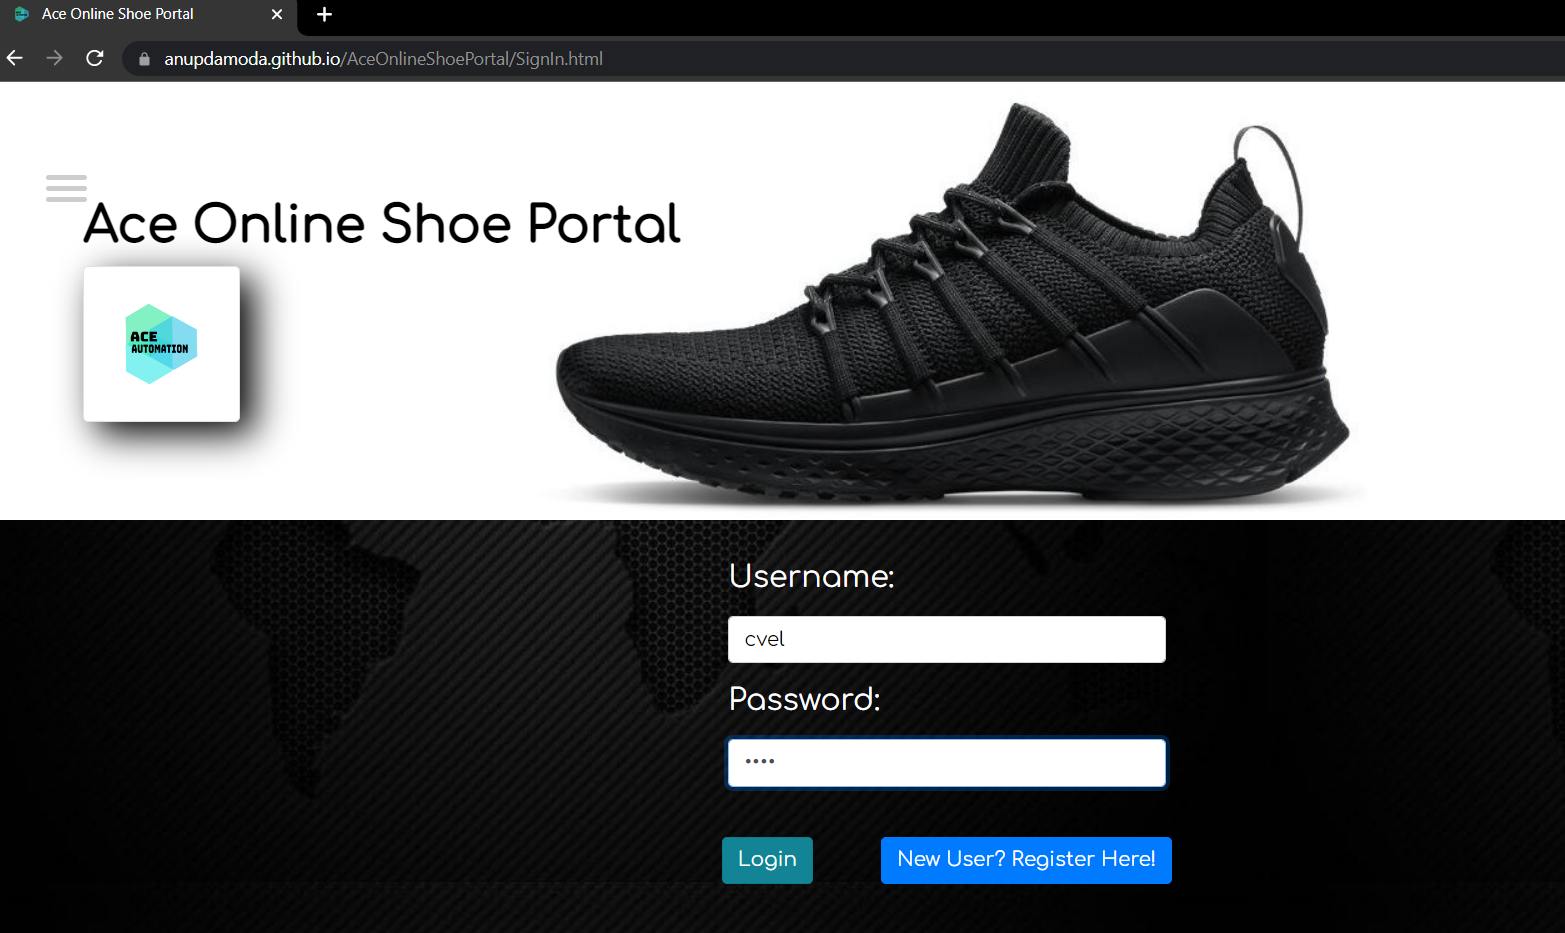 Ace Online Shoe Portal
anupdamoda.github.io/AceOnlineShoePortal/SignIn.html
Ace Online Shoe Portal
ACE
AUTOMATION
Username:
cvel
Password:
••••
Login
New User? Register Here!